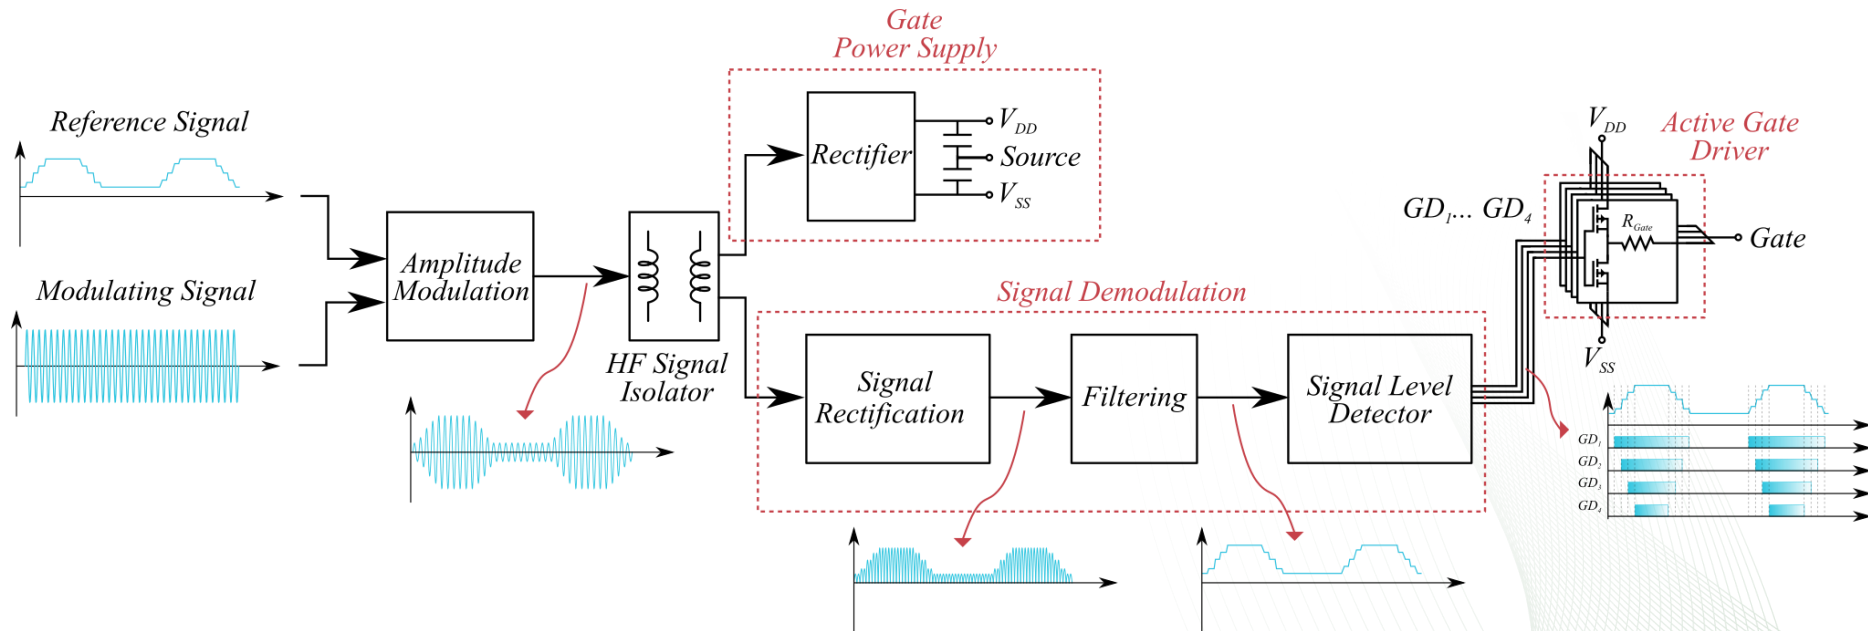 Gate
Power Supply
Reference Signal
Rectifier
V_DD
Source
V_SS
V_DD
Active Gate
Driver
GD_1... GD_4
R_Gate
Gate
Modulating Signal
Amplitude
Modulation
HF Signal
Isolator
Signal Demodulation
V_SS
Signal
Rectification
Filtering
Signal Level
Detector
GD_1
GD_2
GD_3
GD_4